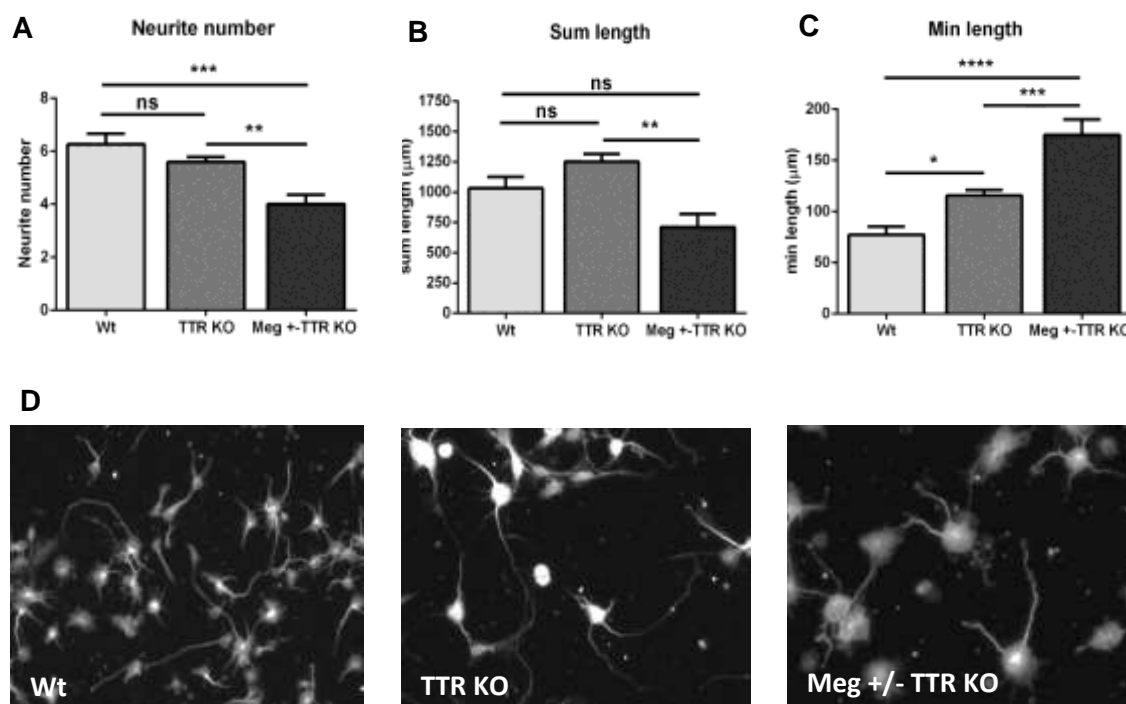 A
Neurite number
***
ns
**
8
6
4
2
0
Neurite number
Wt
TTR KO
Meg +-TTR KO
B
Sum length
ns
ns
**
1750
1500
1250
1000
750
500
250
0
sum length (μm)
Wt
TTR KO
Meg +-TTR KO
C
Min length
****
***
*
200
150
100
50
0
min length (μm)
Wt
TTR KO
Meg +-TTR KO
D
Wt
TTR KO
Meg +/- TTR KO